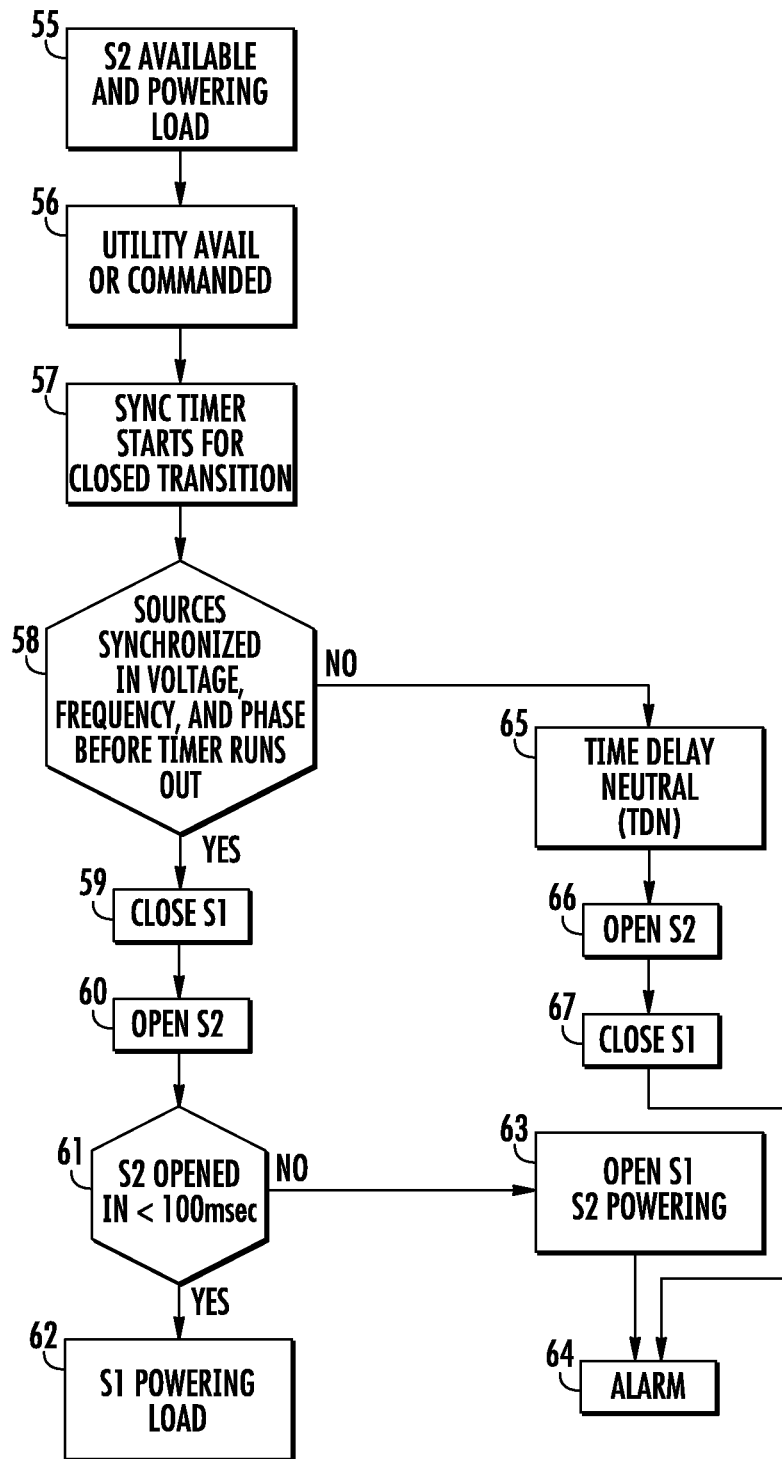 55
S2 AVAILABLE
AND POWERING
LOAD
56
UTILITY AVAIL
OR COMMANDED
57
SYNC TIMER
STARTS FOR
CLOSED TRANSITION
58
SOURCES
SYNCHRONIZED
IN VOLTAGE,
FREQUENCY, AND PHASE
BEFORE TIMER RUNS
OUT
NO
YES
65
TIME DELAY
NEUTRAL
(TDN)
59
CLOSE S1
66
OPEN S2
60
OPEN S2
67
CLOSE S1
61
S2 OPENED
IN < 100msec
NO
YES
63
OPEN S1
S2 POWERING
62
S1 POWERING
LOAD
64
ALARM